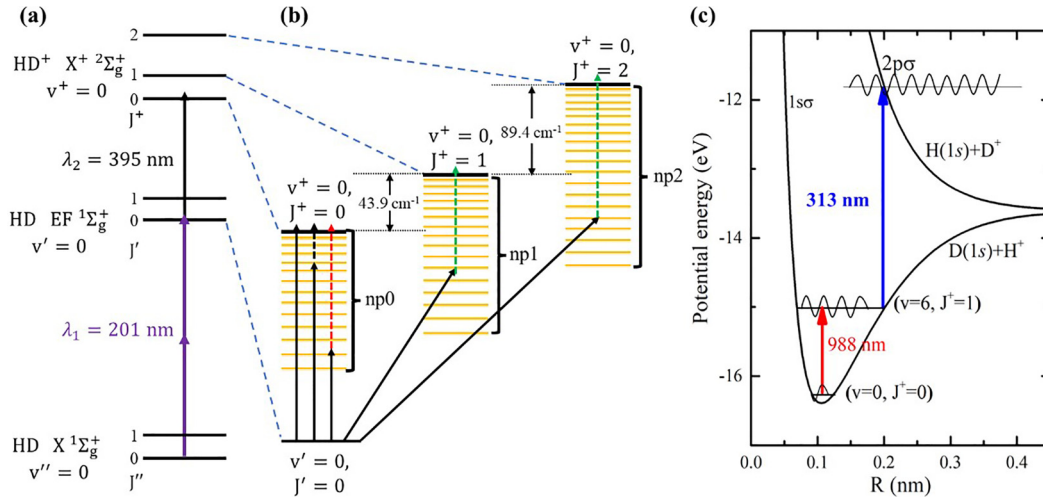 (a)
2
HD⁺ X⁺ ²Σg⁺
1
v⁺ = 0
0
J⁺
λ₂ = 395 nm
1
HD EF ¹Σg⁺
0
v′ = 0
J′
λ₁ = 201 nm
1
HD X ¹Σg⁺
0
v″ = 0
J″
(b)
v⁺ = 0,
J⁺ = 2
89.4 cm⁻¹
np2
v⁺ = 0,
J⁺ = 1
43.9 cm⁻¹
np1
v⁺ = 0,
J⁺ = 0
np0
v′ = 0,
J′ = 0
(c)
2pσ
1sσ
-12
H(1s)+D⁺
313 nm
D(1s)+H⁺
-14
(v=6, J⁺=1)
988 nm
-16
(v=0, J⁺=0)
Potential energy (eV)
0.0 0.1 0.2 0.3 0.4
R (nm)